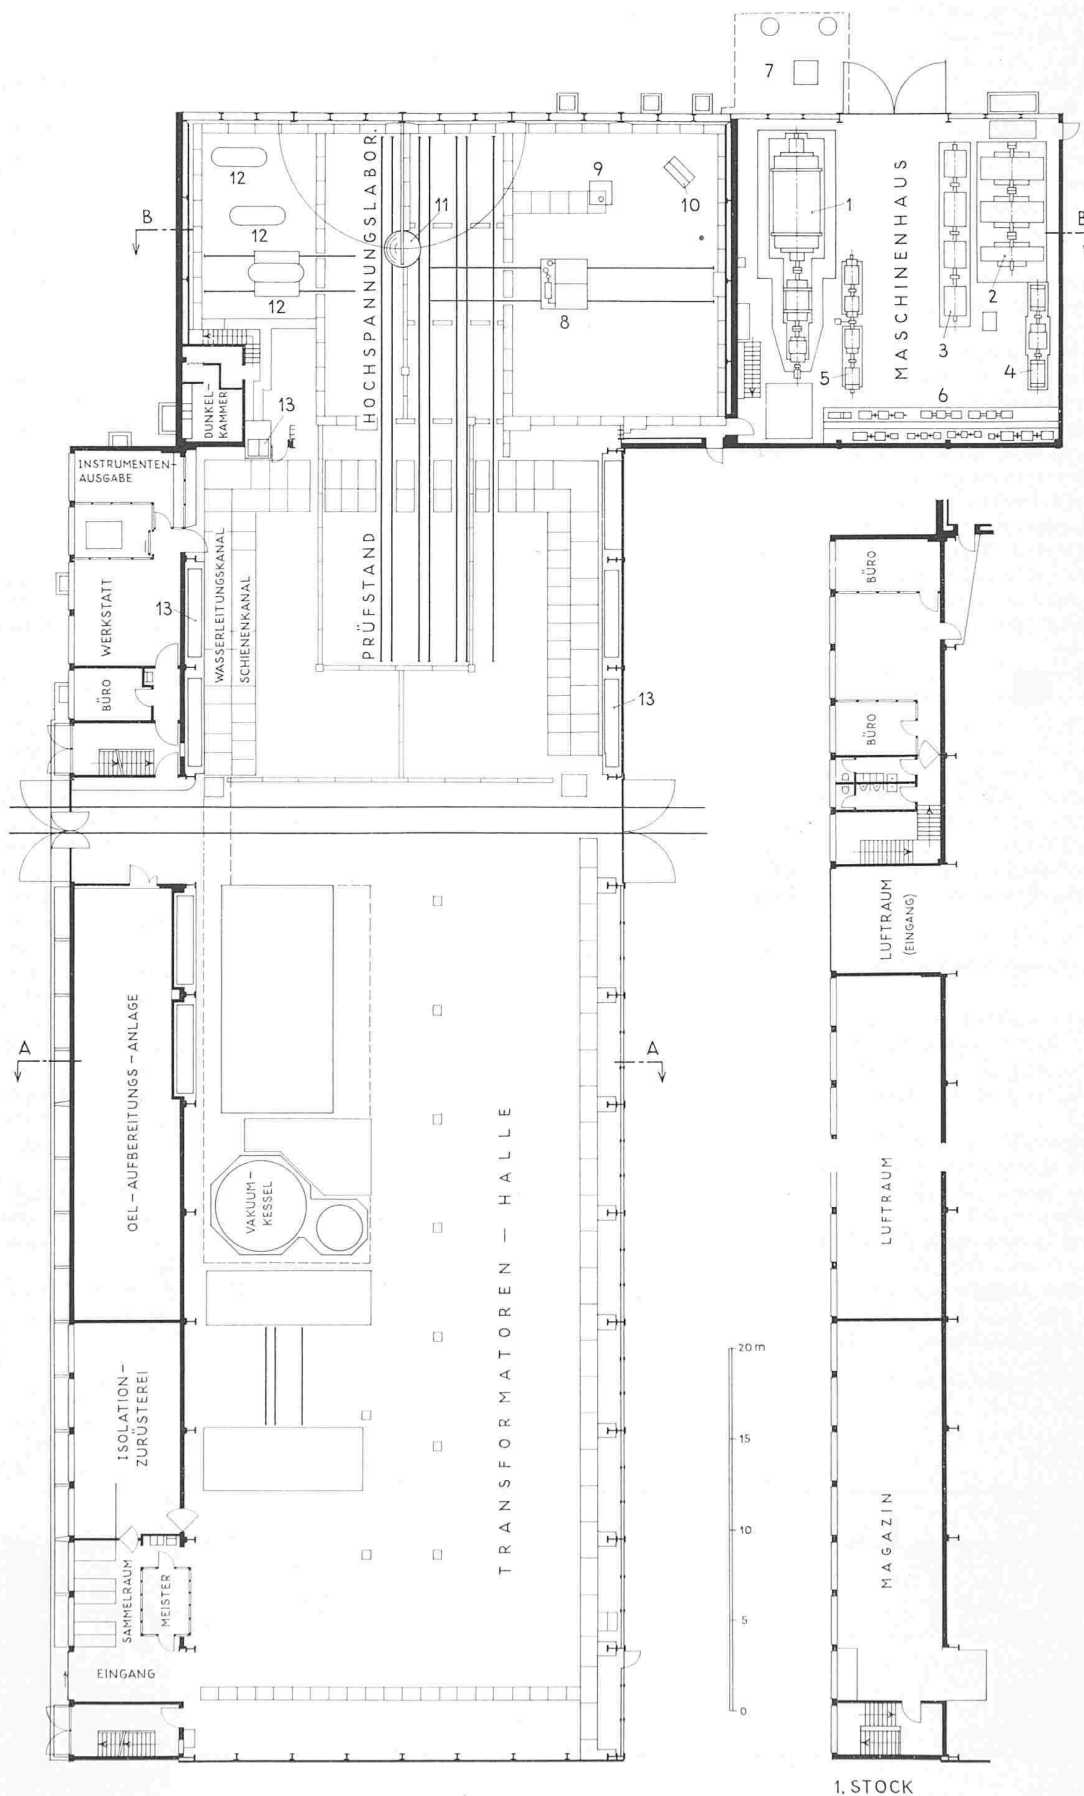 7
B
12
12
12
HOCHSPANNUNGSLABOR.
11
9
10
8
1
MASCHINENHAUS
2
3
4
5
6
B
DUNKEL-
KAMMER
13
INSTRUMENTEN-
AUSGABE
WERKSTATT
13
WASSERLEITUNGSKANAL
SCHIENENKANAL
PRÜFSTAND
BÜRO
13
A
OEL-AUFBEREITUNGS-ANLAGE
A
VAKUUM-
KESSEL
TRANSFORMATOREN-HALLE
ISOLATION-
ZURÜSTEREI
SAMMELRAUM
MEISTER
EINGANG
20 m
15
10
5
0
BÜRO
BÜRO
LUFTRAUM
(EINGANG)
LUFTRAUM
MAGAZIN
1. STOCK